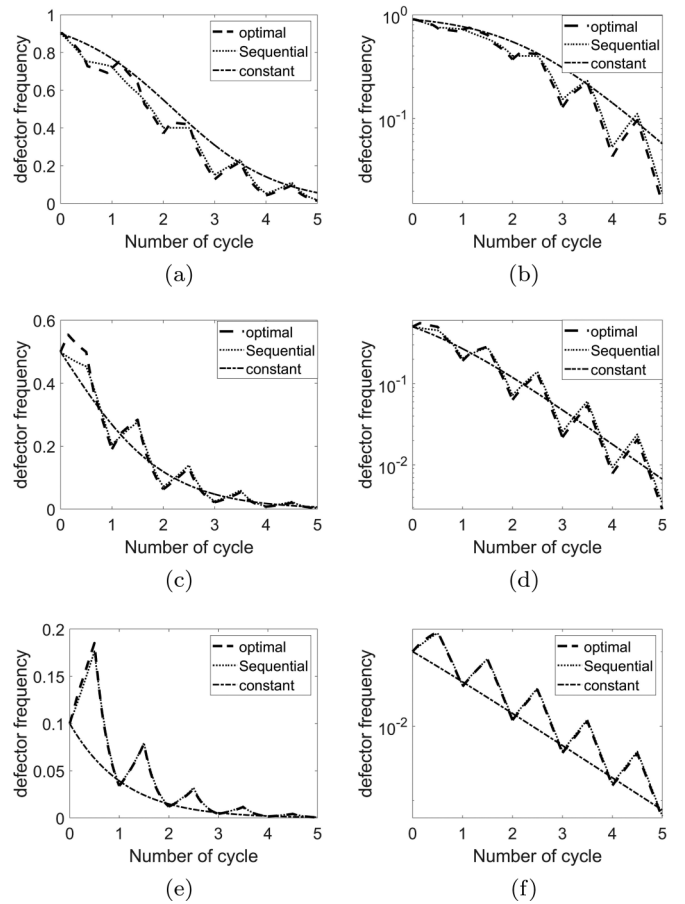 1
0.8
0.6
0.4
0.2
0
defector frequency
optimal
Sequential
constant
0 1 2 3 4 5
Number of cycle
(a)
10^0
10^-1
defector frequency
optimal
Sequential
constant
0 1 2 3 4 5
Number of cycle
(b)
0.6
0.4
0.2
0
defector frequency
optimal
Sequential
constant
0 1 2 3 4 5
Number of cycle
(c)
10^-1
10^-2
defector frequency
optimal
Sequential
constant
0 1 2 3 4 5
Number of cycle
(d)
0.2
0.15
0.1
0.05
0
defector frequency
optimal
Sequential
constant
0 1 2 3 4 5
Number of cycle
(e)
10^-2
defector frequency
optimal
Sequential
constant
0 1 2 3 4 5
Number of cycle
(f)